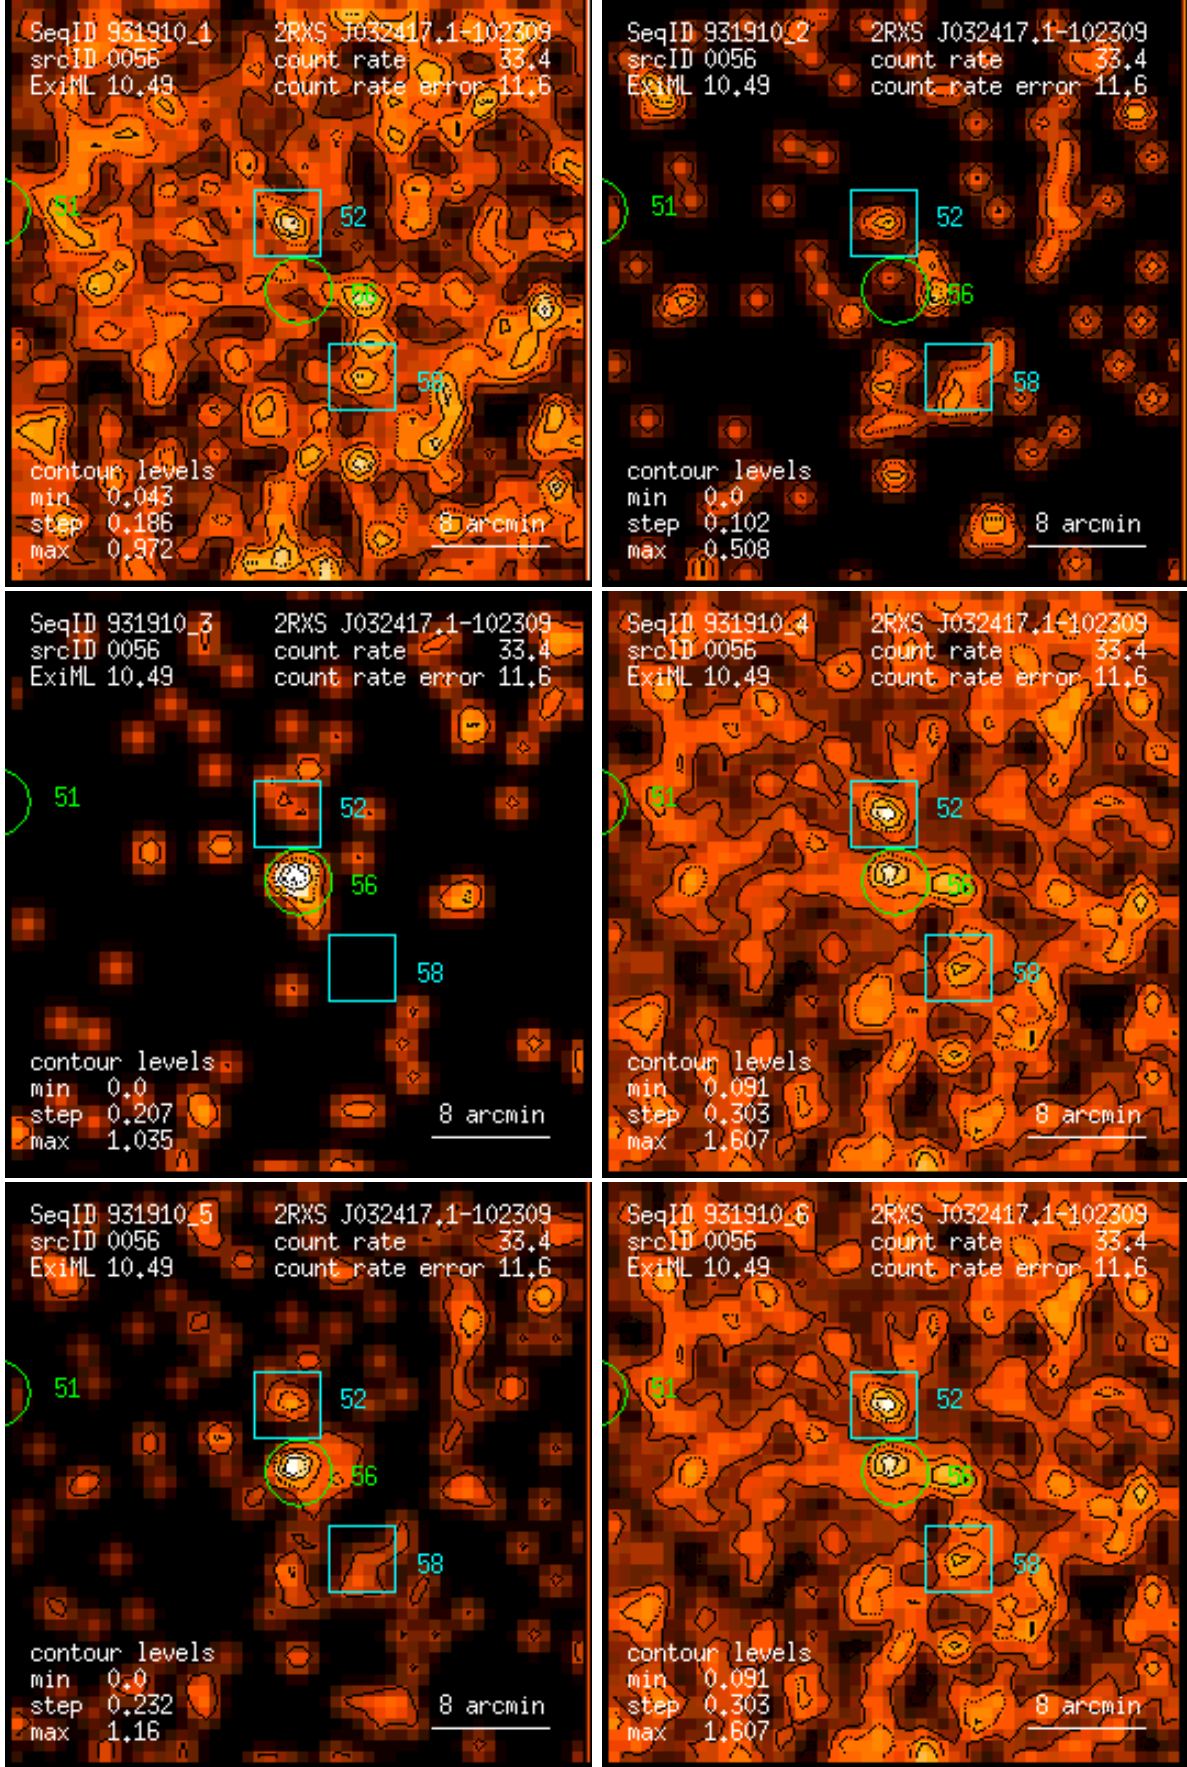 SeqID 931910_1 2RXS J032417.1-102309
srcID 0056 count rate 33.4
ExiML 10.49 count rate error 11.6
51
52
56
58
contour levels
min 0.043
step 0.186
max 0.972
8 arcmin
SeqID 931910_2 2RXS J032417.1-102309
srcID 0056 count rate 33.4
ExiML 10.49 count rate error 11.6
51
52
56
58
contour levels
min 0.0
step 0.102
max 0.508
8 arcmin
SeqID 931910_3 2RXS J032417.1-102309
srcID 0056 count rate 33.4
ExiML 10.49 count rate error 11.6
51
52
56
58
contour levels
min 0.0
step 0.207
max 1.035
8 arcmin
SeqID 931910_4 2RXS J032417.1-102309
srcID 0056 count rate 33.4
ExiML 10.49 count rate error 11.6
51
52
56
58
contour levels
min 0.091
step 0.303
max 1.607
8 arcmin
SeqID 931910_5 2RXS J032417.1-102309
srcID 0056 count rate 33.4
ExiML 10.49 count rate error 11.6
51
52
56
58
contour levels
min 0.0
step 0.232
max 1.16
8 arcmin
SeqID 931910_6 2RXS J032417.1-102309
srcID 0056 count rate 33.4
ExiML 10.49 count rate error 11.6
51
52
56
58
contour levels
min 0.091
step 0.303
max 1.607
8 arcmin